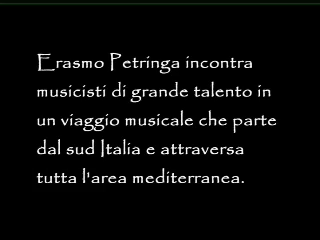 Erasmo Petringa incontra
musicisti di grande talento in
un viaggio musicale che parte
dal sud Italia e attraversa
tutta l'area mediterranea.